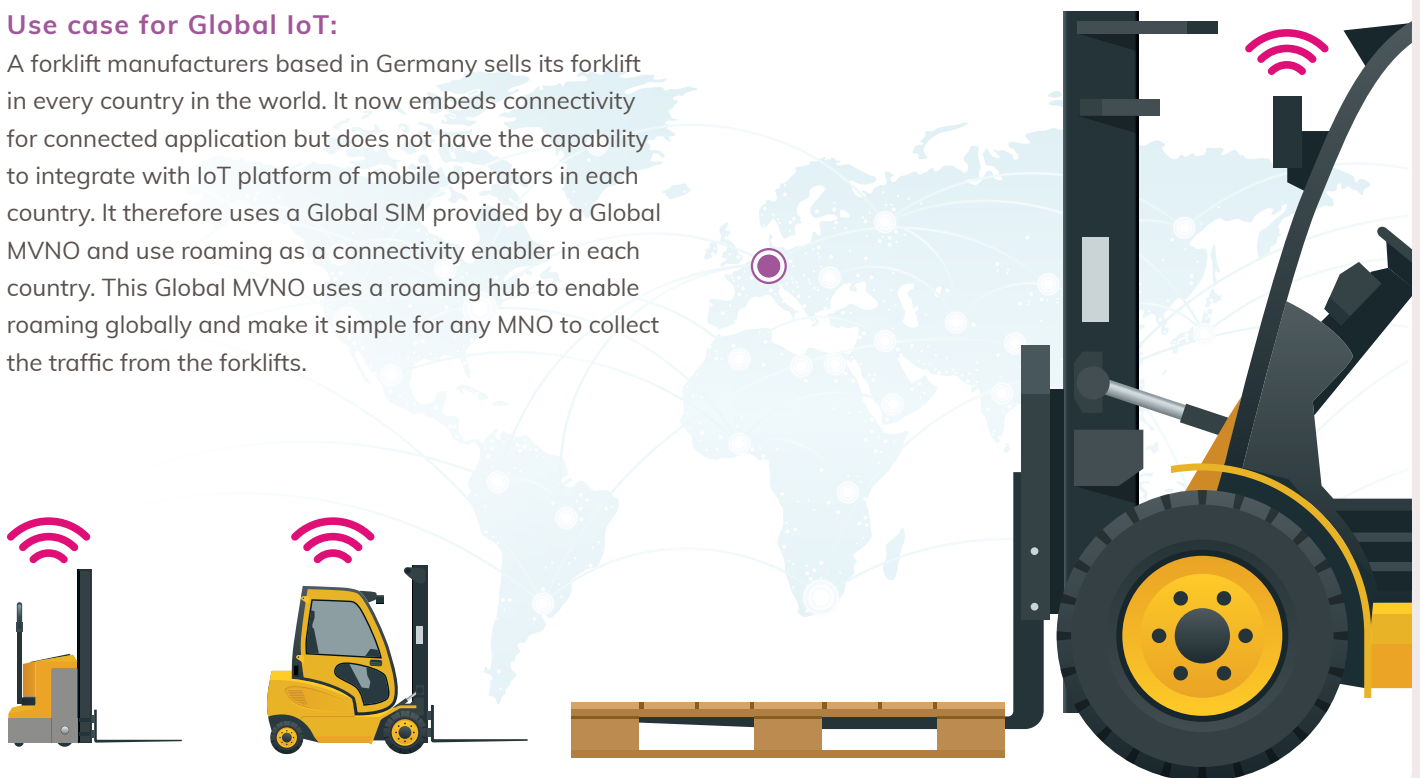 Use case for Global IoT:
A forklift manufacturers based in Germany sells its forklift
in every country in the world. It now embeds connectivity
for connected application but does not have the capability
to integrate with IoT platform of mobile operators in each
country. It therefore uses a Global SIM provided by a Global
MVNO and use roaming as a connectivity enabler in each
country. This Global MVNO uses a roaming hub to enable
roaming globally and make it simple for any MNO to collect
the traffic from the forklifts.